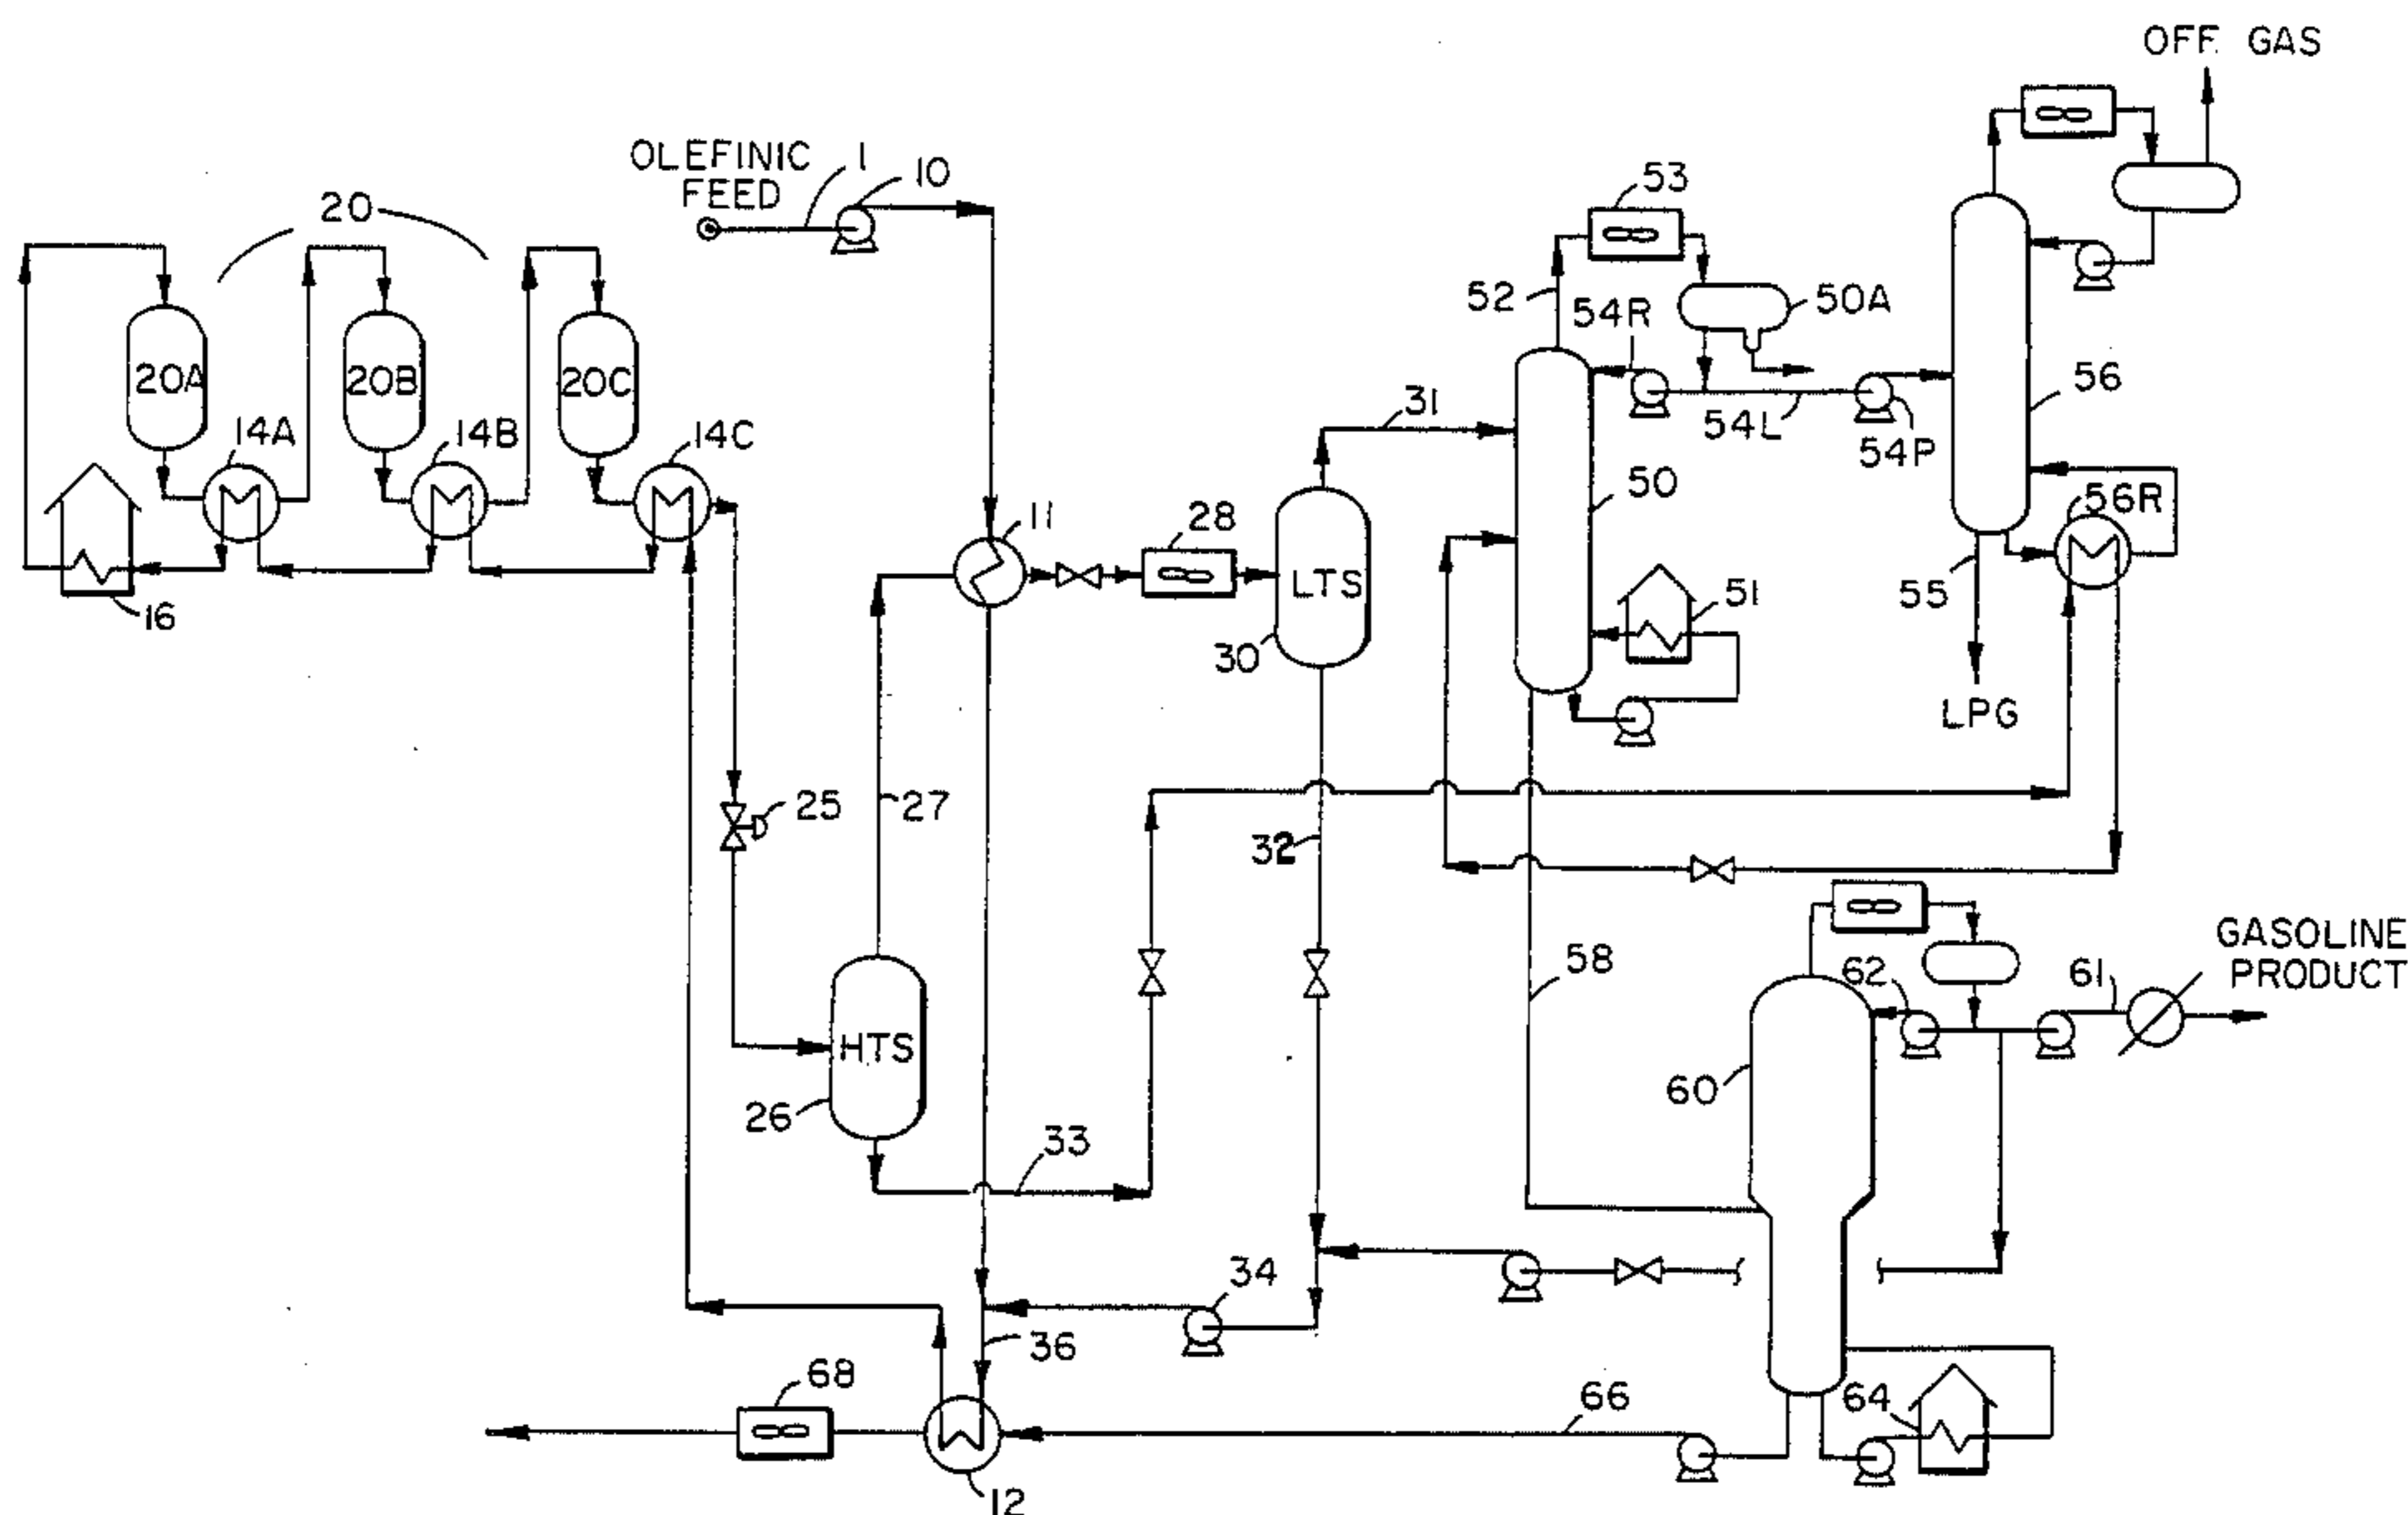 OFF GAS
OLEFINIC
FEED
1
10
20
53
52
54R
50A
20A
20B
20C
14A
14B
14C
31
54L
54P
56
50
56R
11
28
LTS
30
51
55
LPG
16
25
27
32
HTS
26
33
58
62
61
GASOLINE
PRODUCT
60
34
36
68
66
64
12